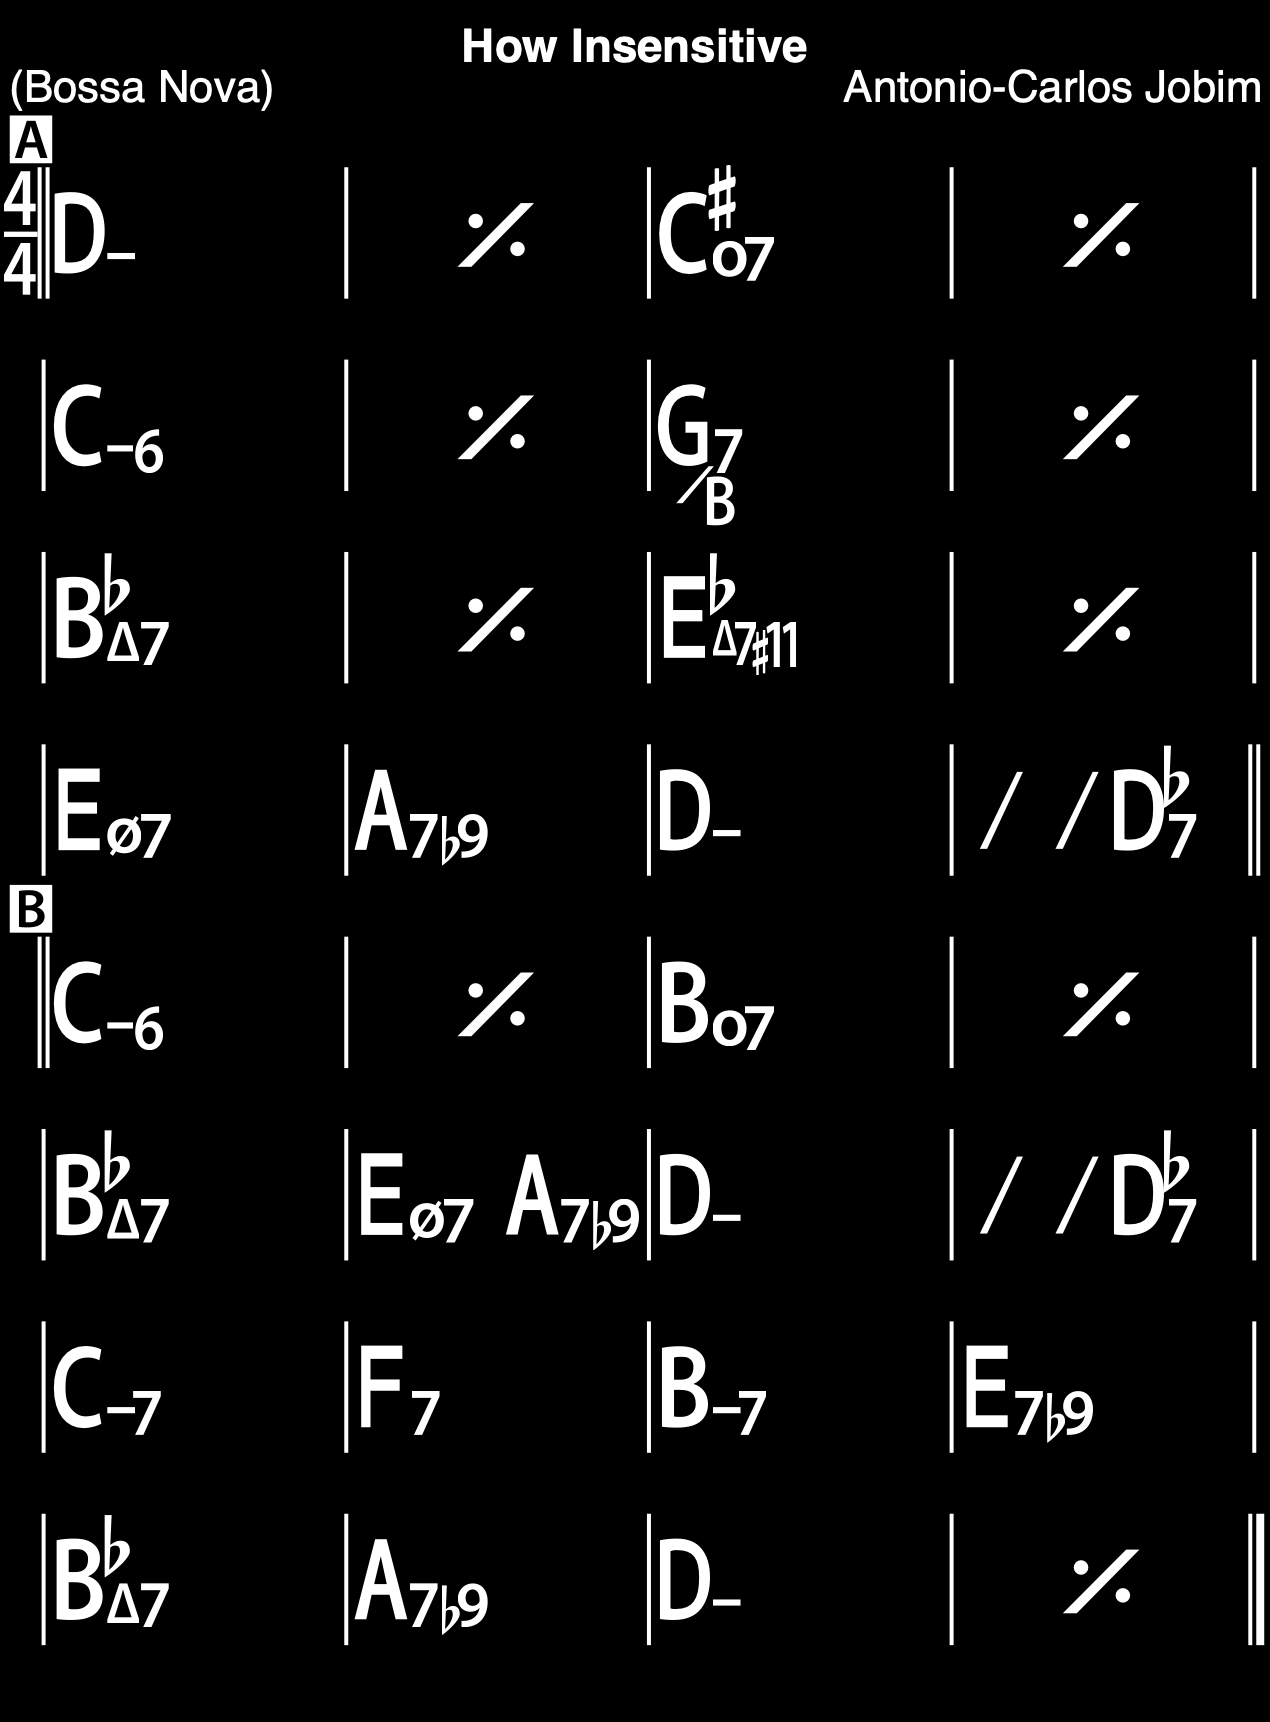 How Insensitive
(Bossa Nova) Antonio-Carlos Jobim
A
4/4 D– | 𝄎 | C♯o7 | 𝄎 |
C–6 | 𝄎 | G7/B | 𝄎 |
B♭Δ7 | 𝄎 | E♭Δ7♯11 | 𝄎 |
Eø7 | A7♭9 | D– | / / D♭7 ||
B
C–6 | 𝄎 | Bo7 | 𝄎 |
B♭Δ7 | Eø7 A7♭9 | D– | / / D♭7 |
C–7 | F7 | B–7 | E7♭9 |
B♭Δ7 | A7♭9 | D– | 𝄎 ||